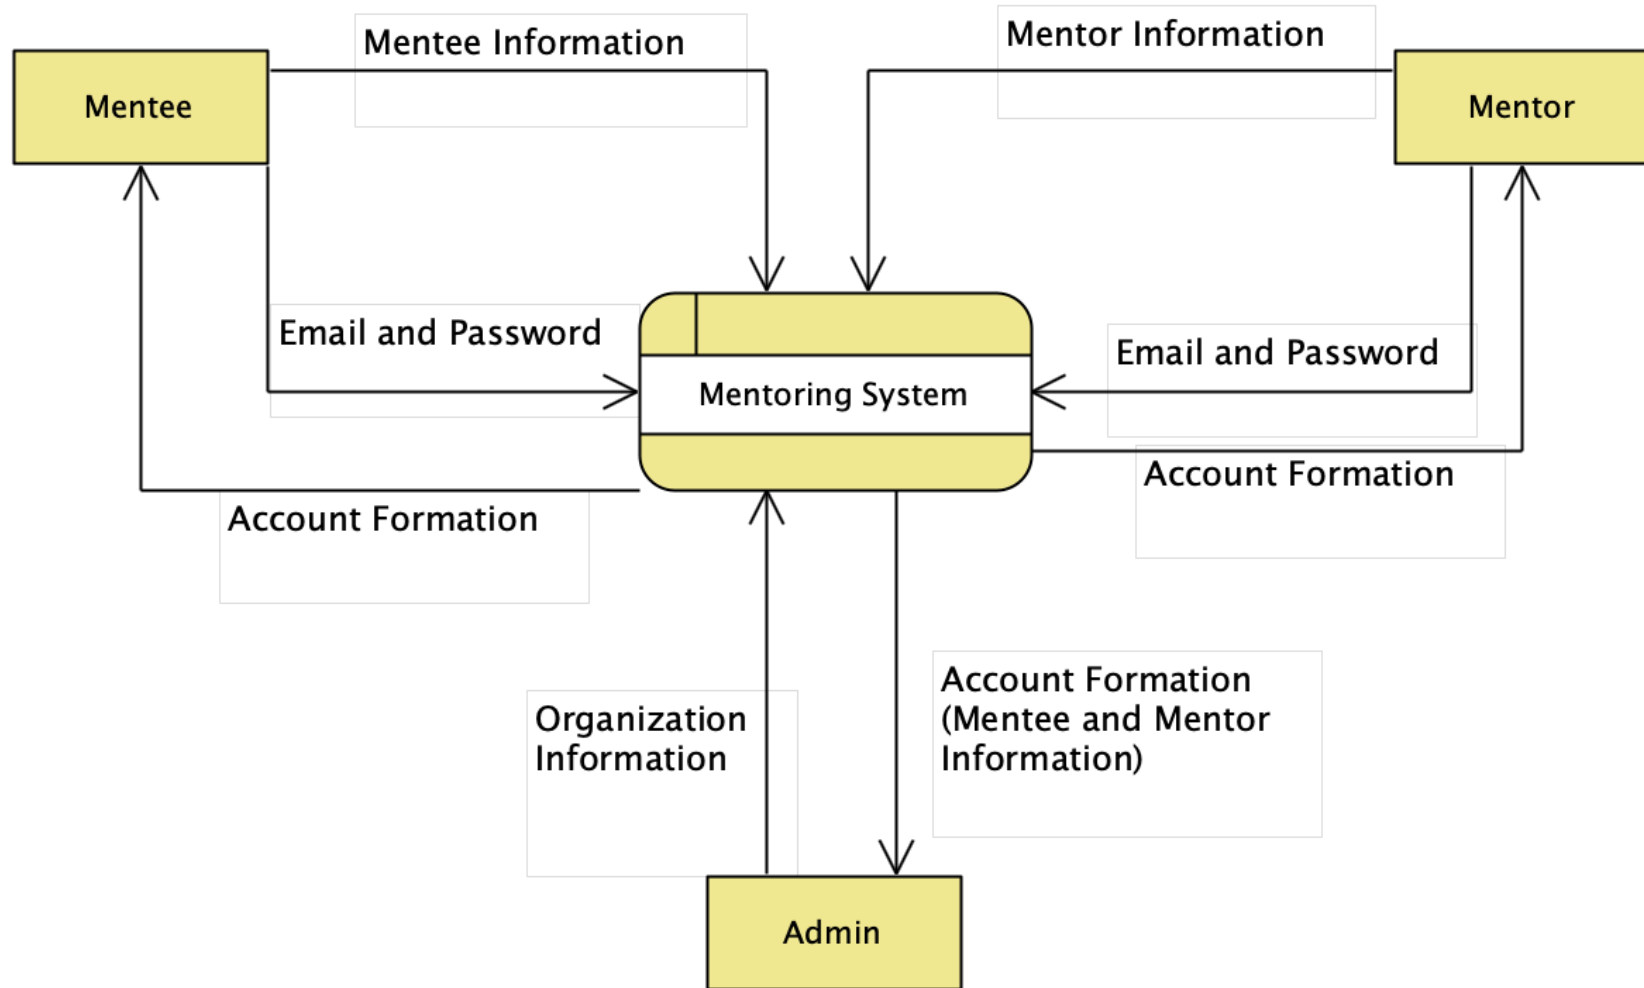 Mentee Information
Mentor Information
Mentee
Mentor
Email and Password
Email and Password
Mentoring System
Account Formation
Account Formation
Organization
Information
Account Formation
(Mentee and Mentor
Information)
Admin